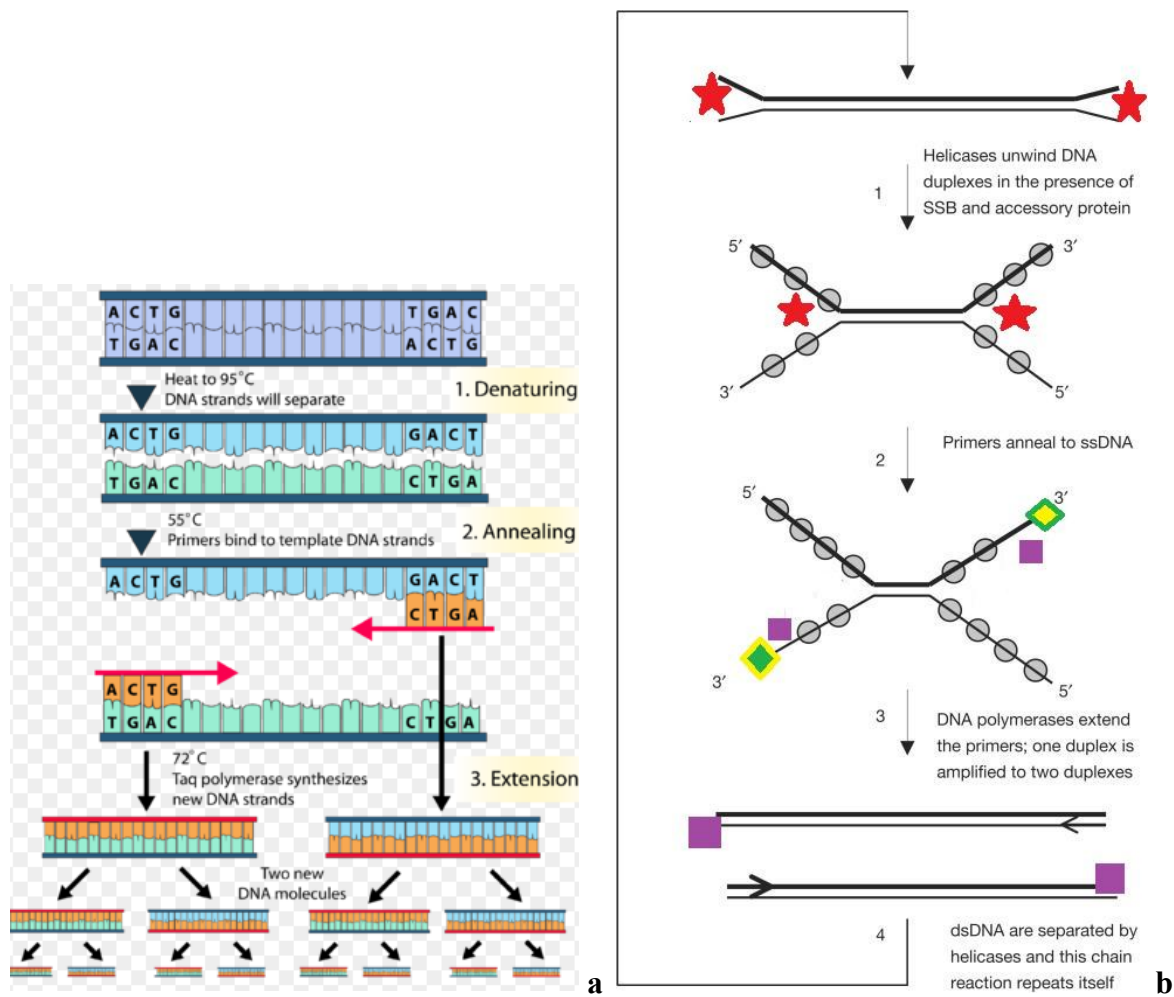 A C T G T G A C
T G A C A C T G
Heat to 95°C
DNA strands will separate
1. Denaturing
A C T G G A C T
T G A C C T G A
55°C
Primers bind to template DNA strands
2. Annealing
A C T G G A C T
C T G A
A C T G
T G A C C T G A
72°C
Taq polymerase synthesizes
new DNA strands
3. Extension
Two new
DNA molecules
a
1
Helicases unwind DNA
duplexes in the presence of
SSB and accessory protein
5′ 3′
3′ 5′
2
Primers anneal to ssDNA
5′ 3′
3′ 5′
3
DNA polymerases extend
the primers; one duplex is
amplified to two duplexes
4
dsDNA are separated by
helicases and this chain
reaction repeats itself
b